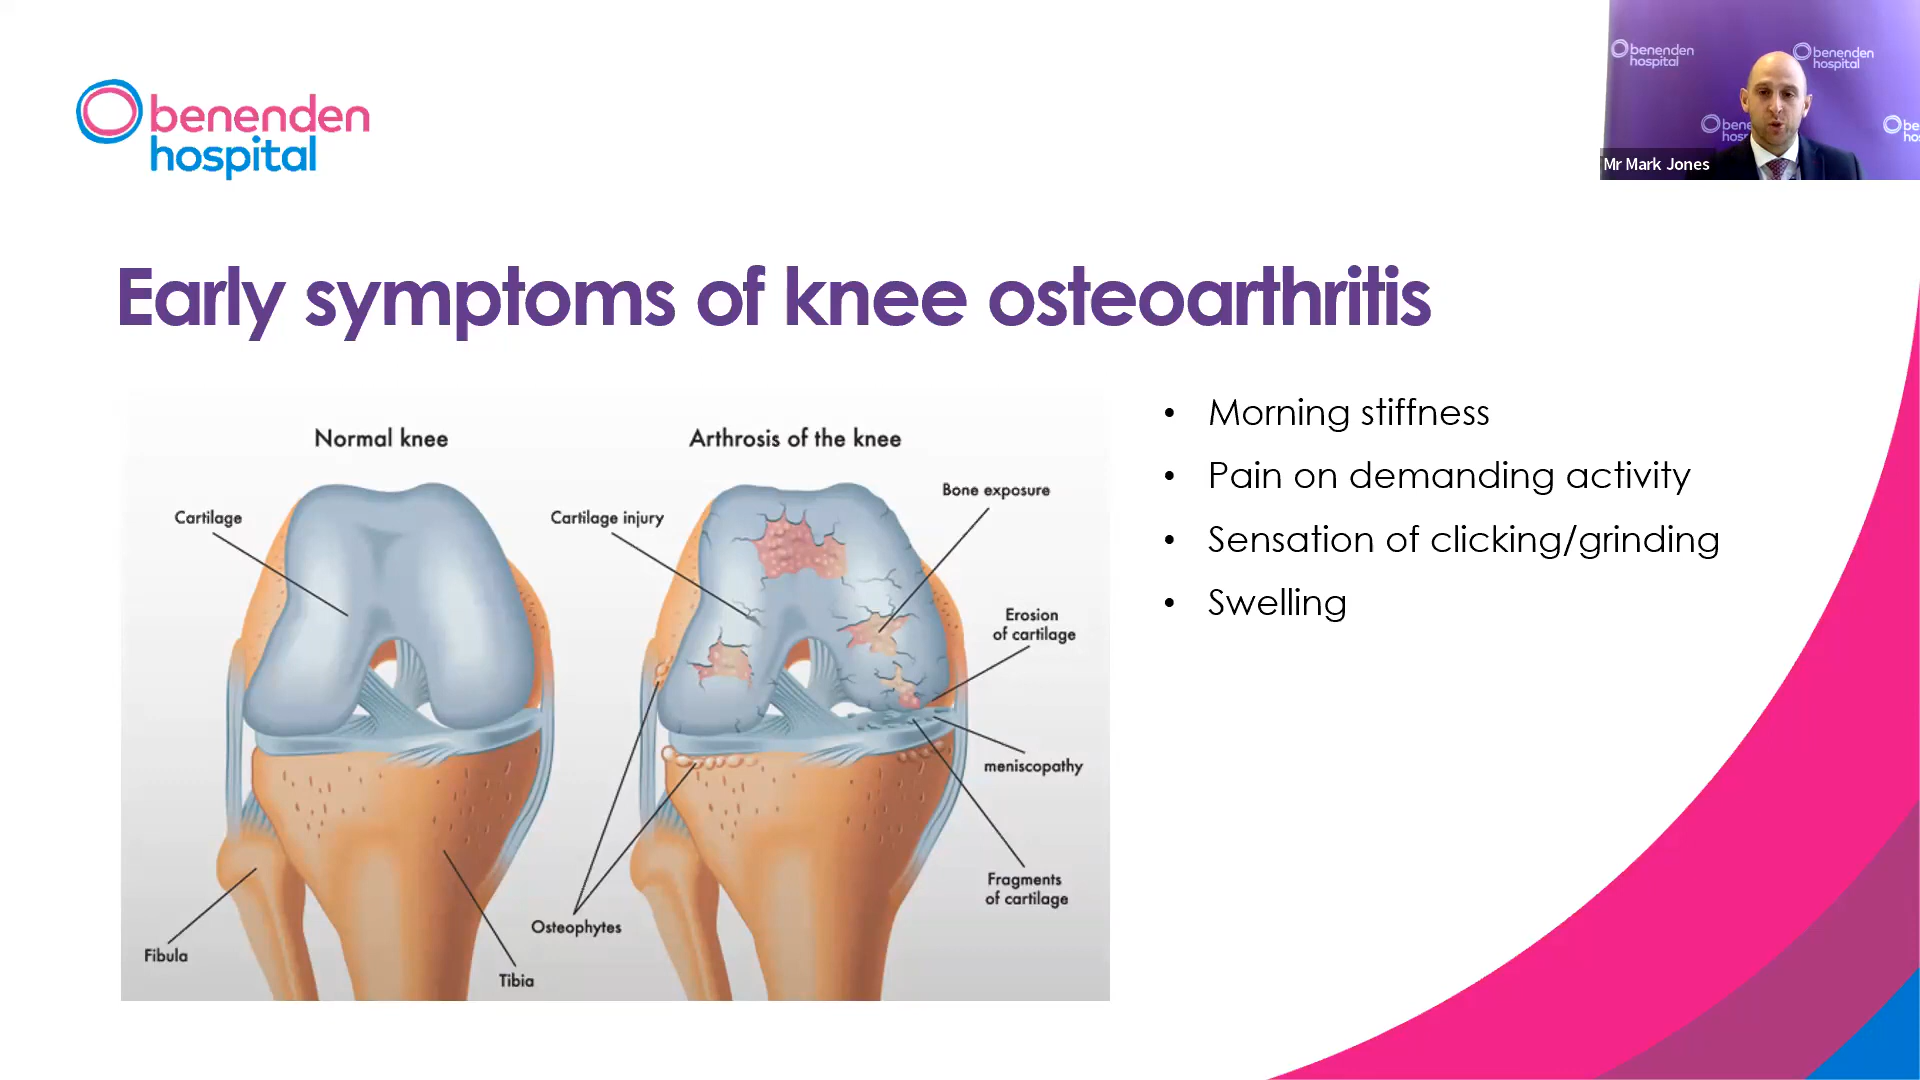 benenden
hospital
benenden
hospital
benenden
hospital
Mr Mark Jones
Early symptoms of knee osteoarthritis
Normal knee
Cartilage
Fibula
Tibia
Arthrosis of the knee
Cartilage injury
Bone exposure
Erosion
of cartilage
meniscopathy
Fragments
of cartilage
Osteophytes
• Morning stiffness
• Pain on demanding activity
• Sensation of clicking/grinding
• Swelling